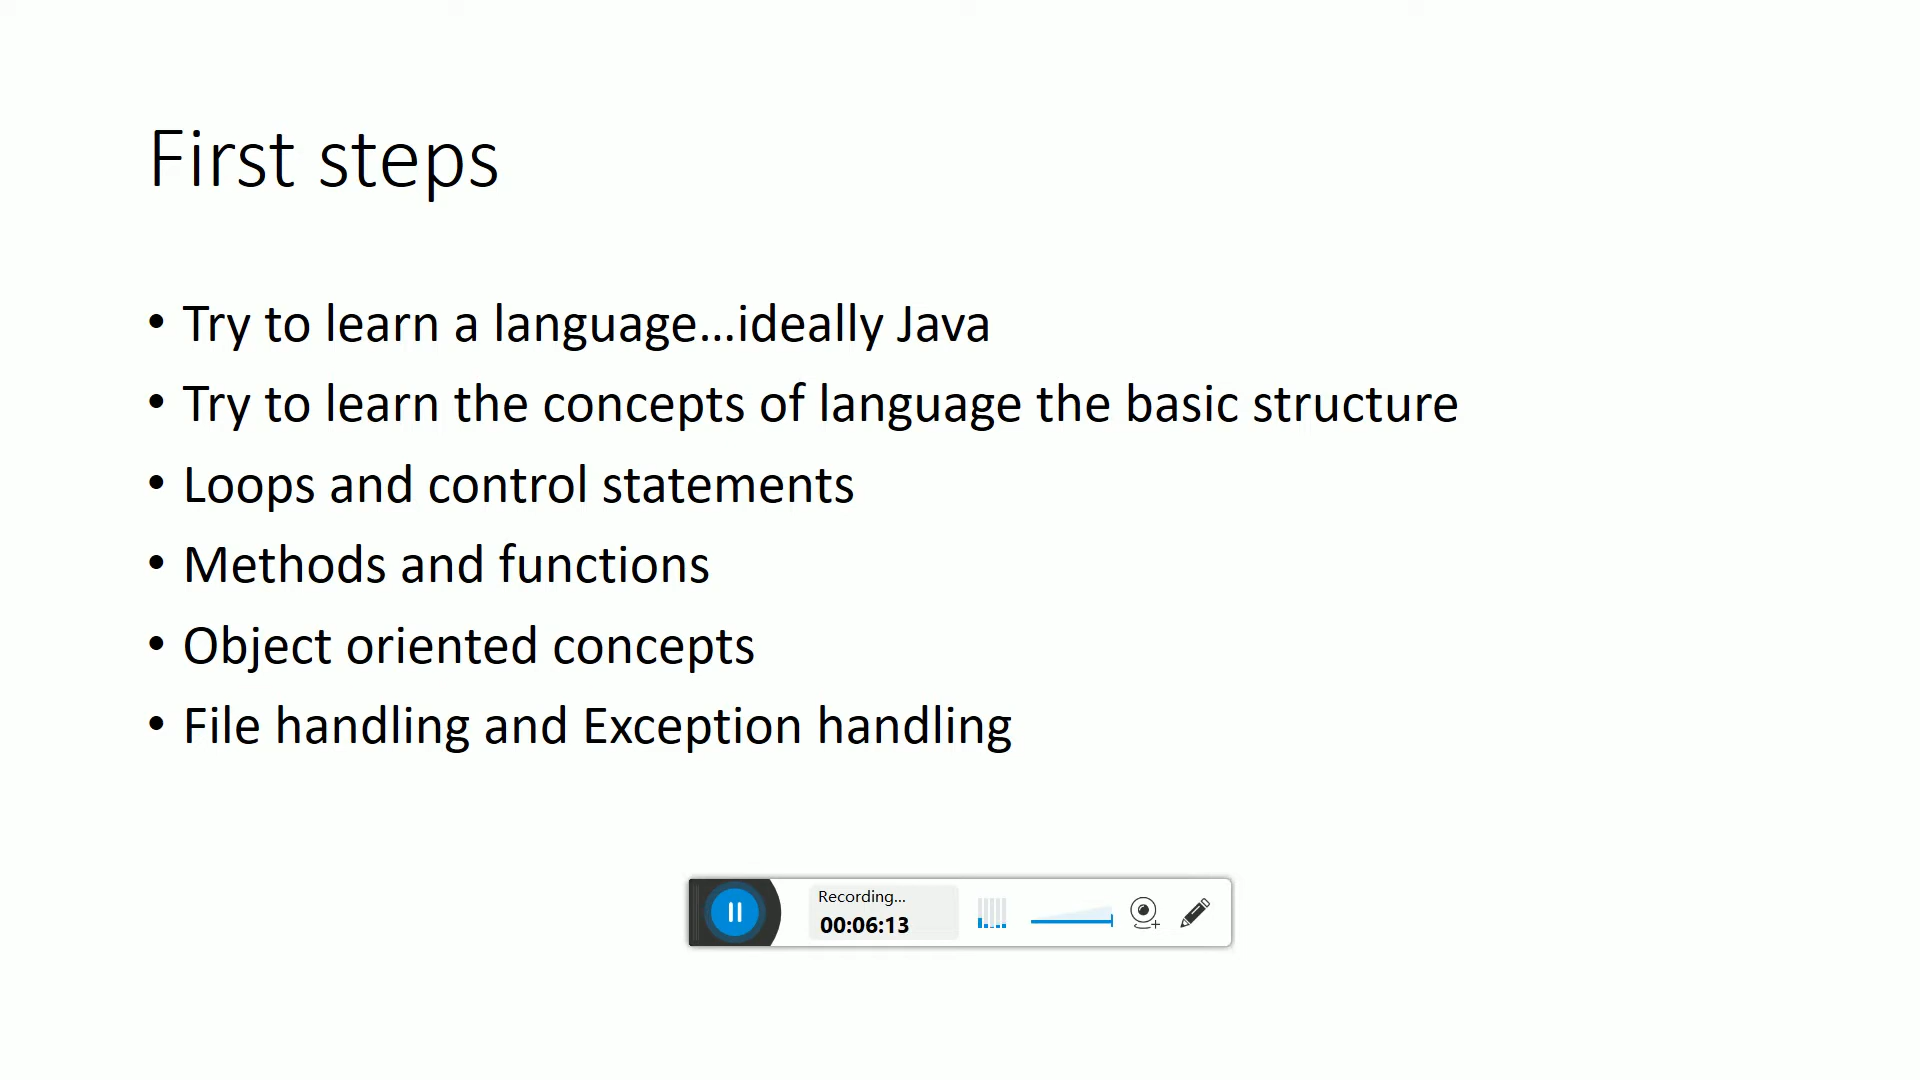 First steps
• Try to learn a language...ideally Java
• Try to learn the concepts of language the basic structure
• Loops and control statements
• Methods and functions
• Object oriented concepts
• File handling and Exception handling
Recording...
00:06:13